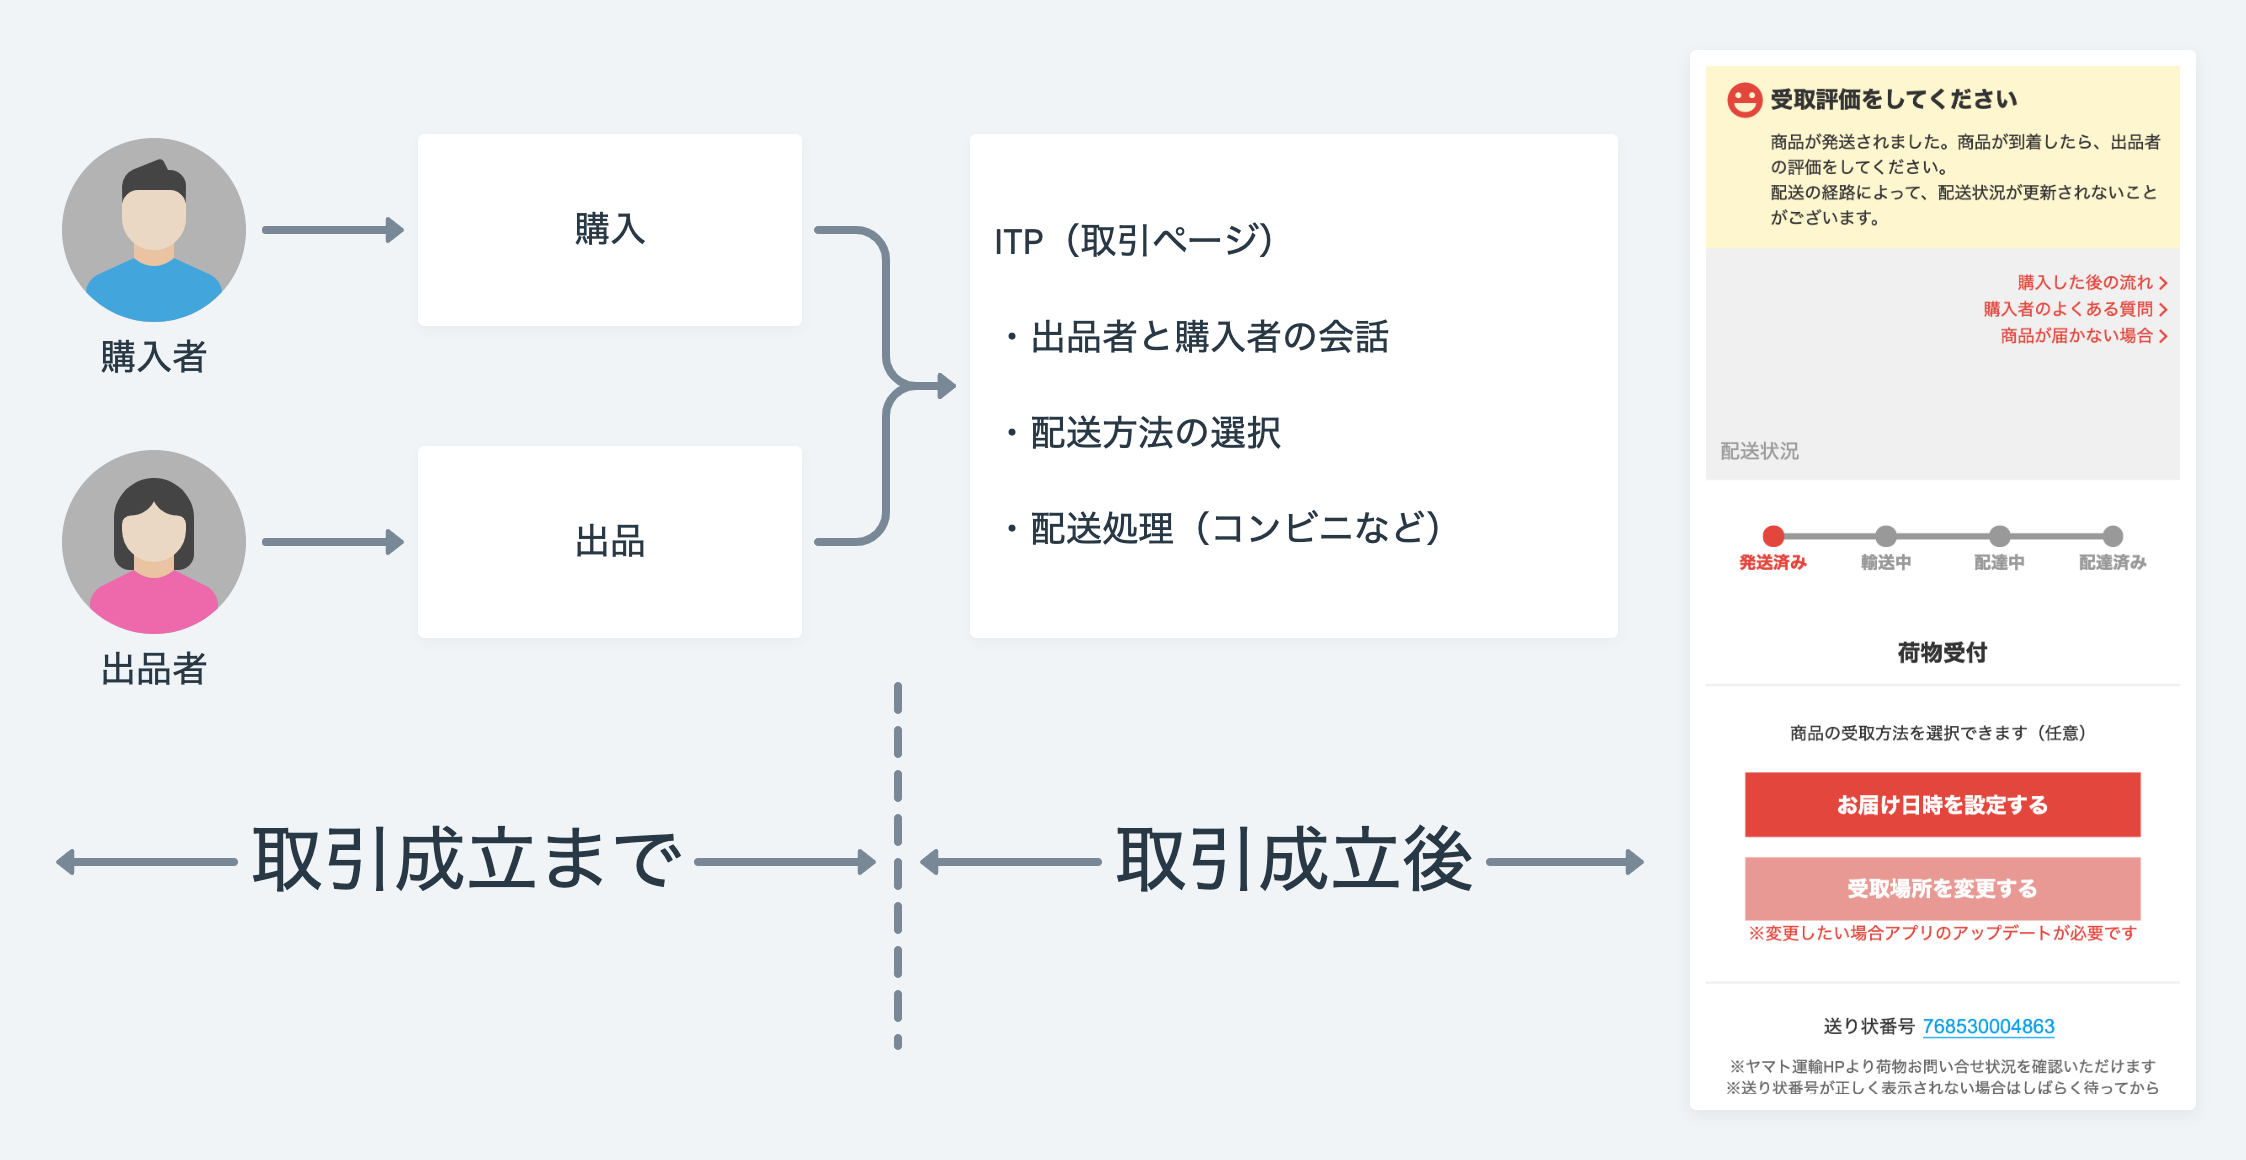 購入者
購入
出品者
出品
ITP（取引ページ）
・出品者と購入者の会話
・配送方法の選択
・配送処理（コンビニなど）
取引成立まで
取引成立後
受取評価をしてください
商品が発送されました。商品が到着したら、出品者
の評価をしてください。
配送の経路によって、配送状況が更新されないこと
がございます。
購入した後の流れ
購入者のよくある質問
商品が届かない場合
配送状況
発送済み
輸送中
配達中
配達済み
荷物受付
商品の受取方法を選択できます（任意）
お届け日時を設定する
受取場所を変更する
※変更したい場合アプリのアップデートが必要です
送り状番号 768530004863
※ヤマト運輸HPより荷物お問い合せ状況を確認いただけます
※送り状番号が正しく表示されない場合はしばらく待ってから